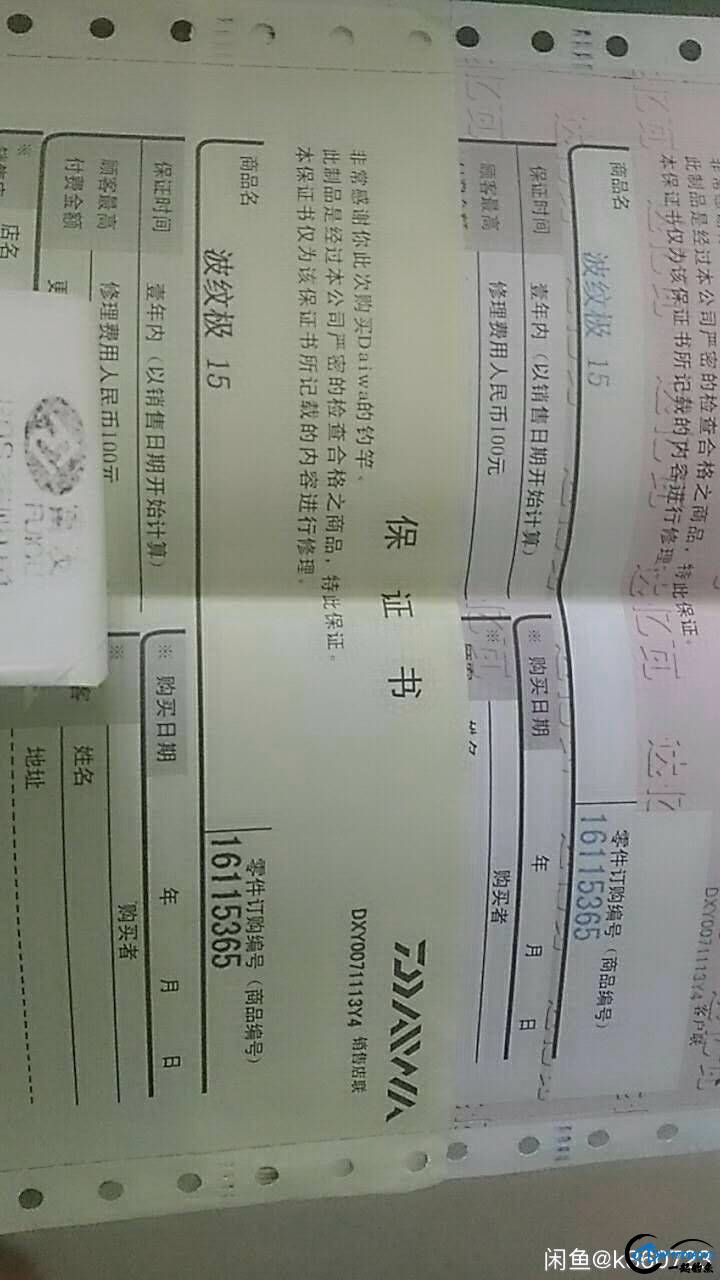 保 证 书
DAIWA
DXY0071113Y4 销售店联
非常感谢你此次购买Daiwa的钓竿、
此制品是经过本公司严密的检查合格之商品，特此保证。
本保证书仅为该保证书所记载的内容进行修理。
商品名
波纹极 15
零件订购编号（商品编号）
16115365
保证时间
壹年内（以销售日期开始计算）
※ 购买日期
年 月 日
顾客最高
付费金额
修理费用人民币100元
※
购买者
姓名
地址
店名
DXY0071113Y4 客户联
此制品是经过本公司严密的检查合格之商品，特此保证。
本保证书仅为该保证书所记载的内容进行修理
商品名
波纹极 15
零件订购编号（商品编号）
16115365
保证时间
壹年内（以销售日期开始计算）
※ 购买日期
年 月 日
顾客最高
修理费用人民币100元
※
购买者
一起钓鱼